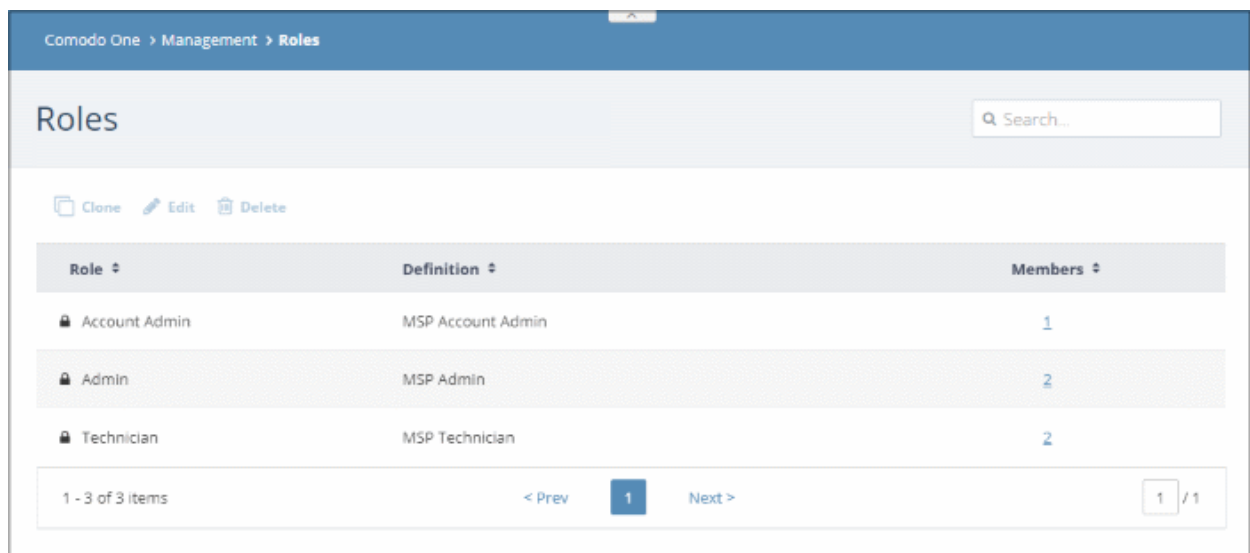 Comodo One > Management > Roles
Roles
Search...
Clone Edit Delete
Role Definition Members
Account Admin MSP Account Admin 1
Admin MSP Admin 2
Technician MSP Technician 2
1 - 3 of 3 items < Prev 1 Next > 1 / 1